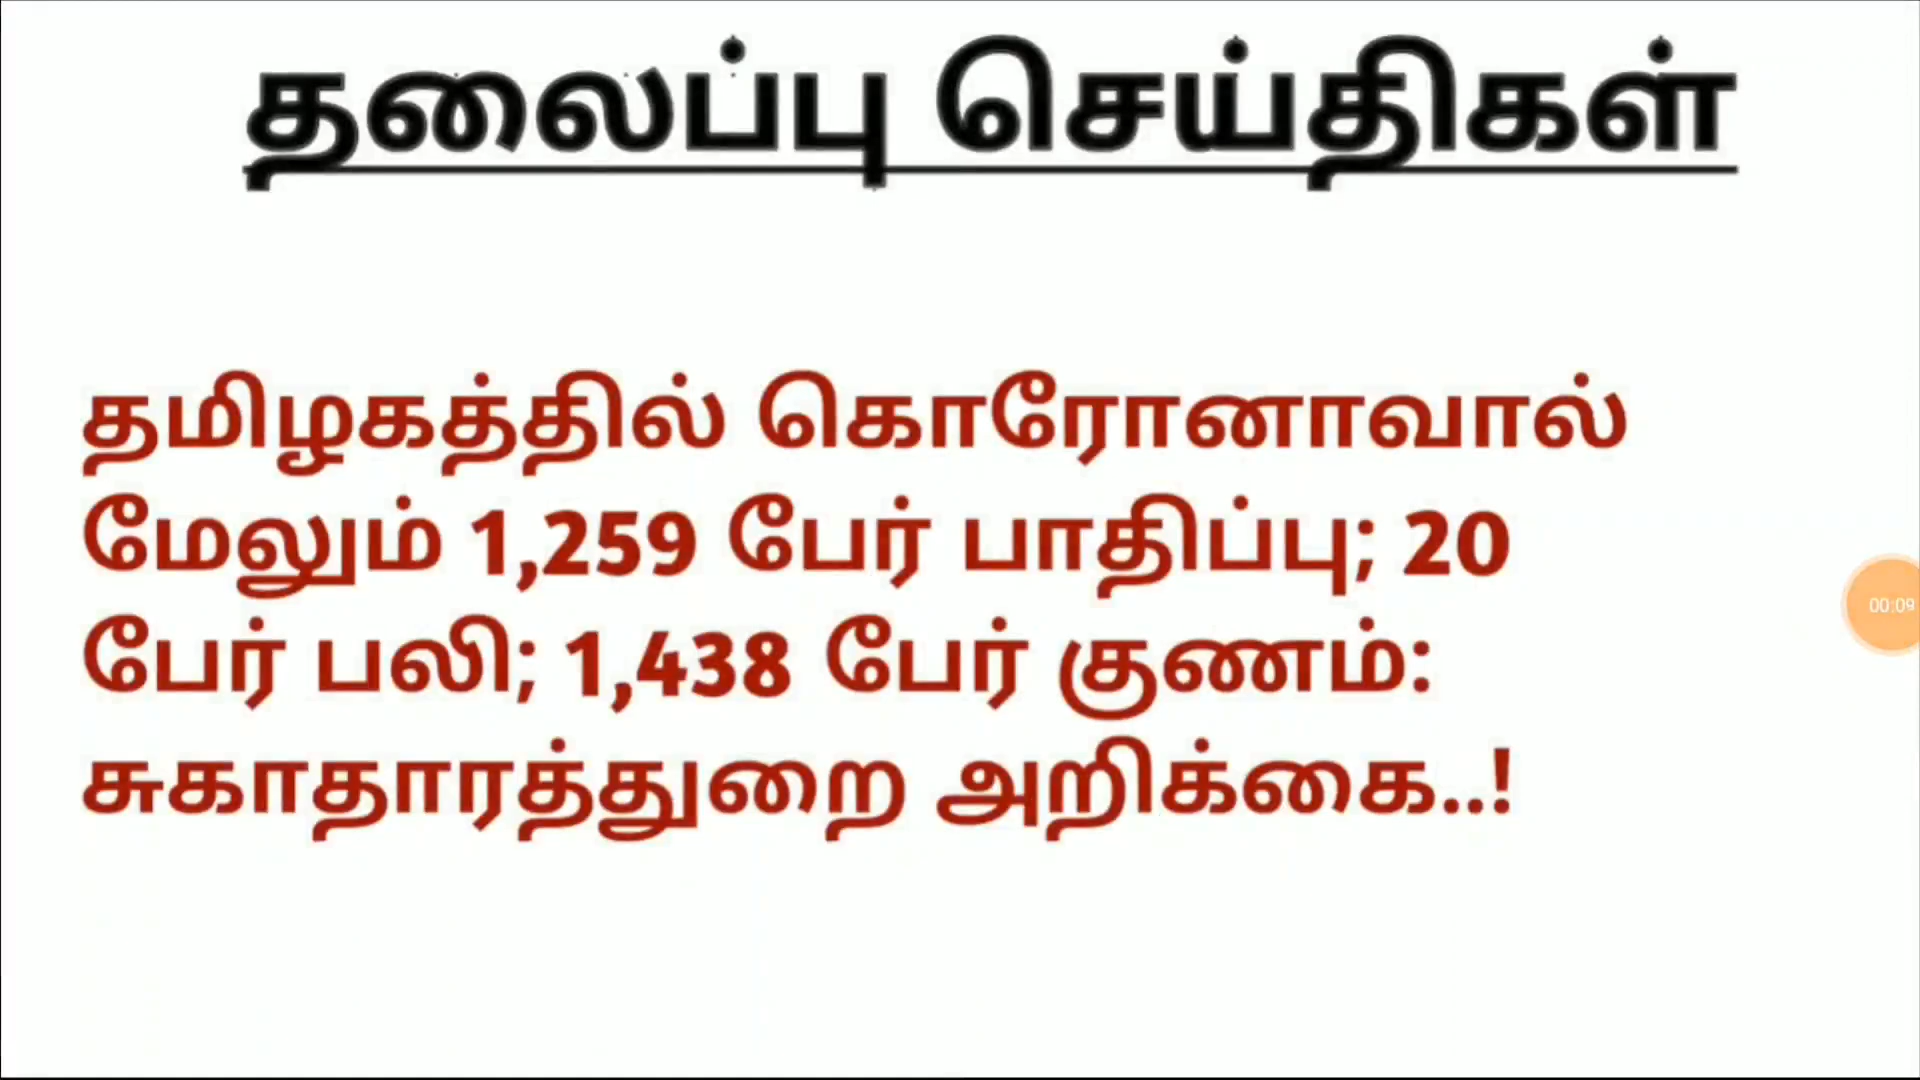 தலைப்பு செய்திகள்
தமிழகத்தில் கொரோனாவால்
மேலும் 1,259 பேர் பாதிப்பு; 20
பேர் பலி; 1,438 பேர் குணம்:
சுகாதாரத்துறை அறிக்கை..!
00:09